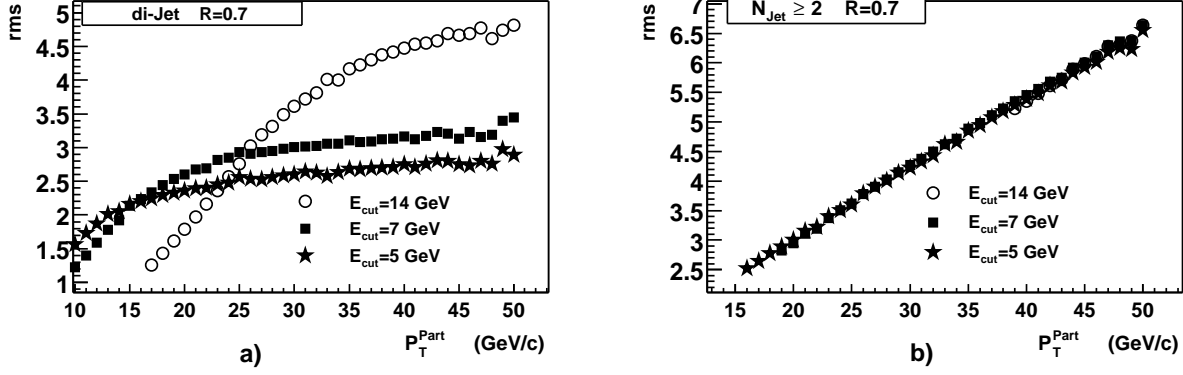 di-Jet R=0.7
rms
5
4.5
4
3.5
3
2.5
2
1.5
1
E_cut=14 GeV
E_cut=7 GeV
E_cut=5 GeV
10 15 20 25 30 35 40 45 50
P_T^Part (GeV/c)
a)
N_Jet ≥ 2 R=0.7
rms
7
6.5
6
5.5
5
4.5
4
3.5
3
2.5
E_cut=14 GeV
E_cut=7 GeV
E_cut=5 GeV
15 20 25 30 35 40 45 50
P_T^Part (GeV/c)
b)